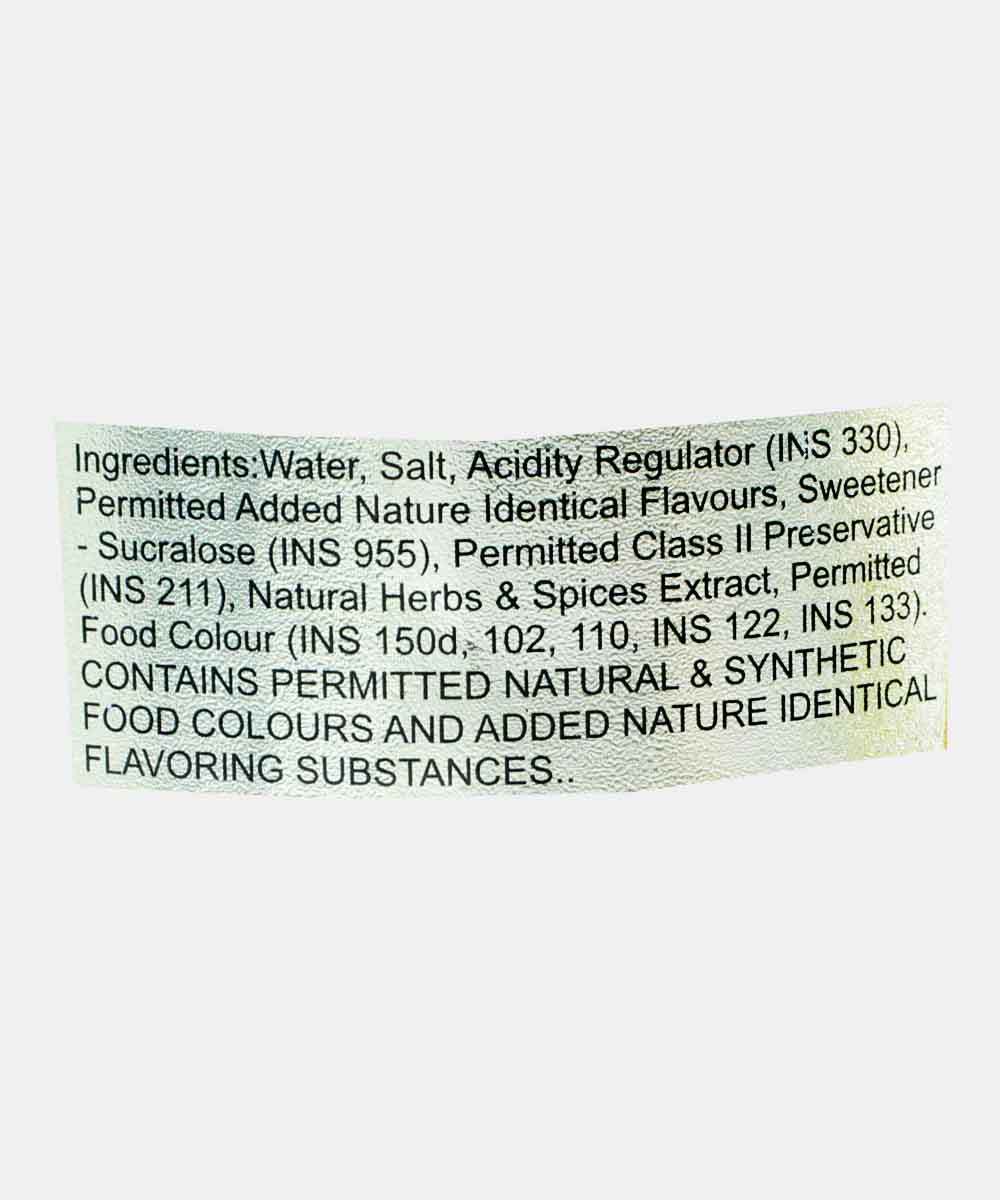 Ingredients:Water, Salt, Acidity Regulator (INS 330),
Permitted Added Nature Identical Flavours, Sweetener
- Sucralose (INS 955), Permitted Class II Preservative
(INS 211), Natural Herbs & Spices Extract, Permitted
Food Colour (INS 150d, 102, 110, INS 122, INS 133).
CONTAINS PERMITTED NATURAL & SYNTHETIC
FOOD COLOURS AND ADDED NATURE IDENTICAL
FLAVORING SUBSTANCES..